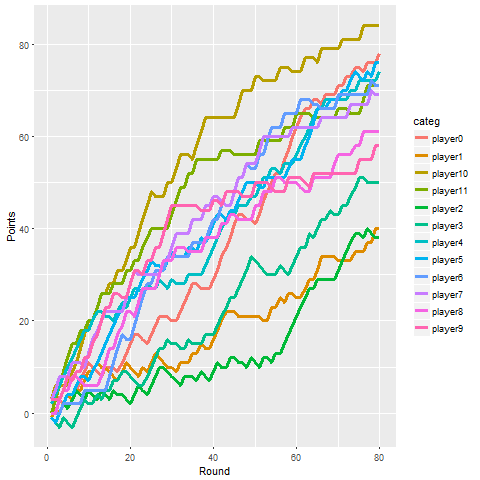 categ
80
player0
player1
player10
player11
60
player2
player3
Points
player4
40
player5
player6
player7
player8
player9
20
0
0 20 40 60 80
Round